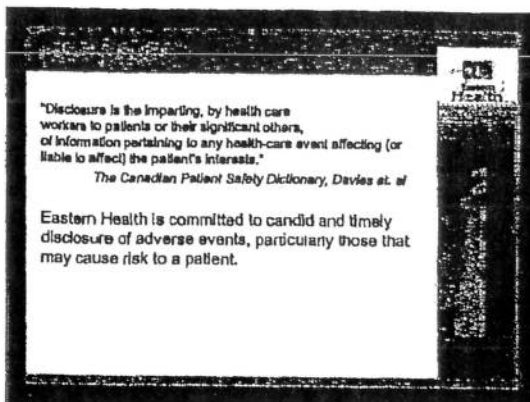 Eastern
Health
"Disclosure is the imparting, by health care
workers to patients or their significant others,
of information pertaining to any health-care event affecting (or
liable to affect) the patient's interests."
The Canadian Patient Safety Dictionary, Davies et. al
Eastern Health is committed to candid and timely
disclosure of adverse events, particularly those that
may cause risk to a patient.